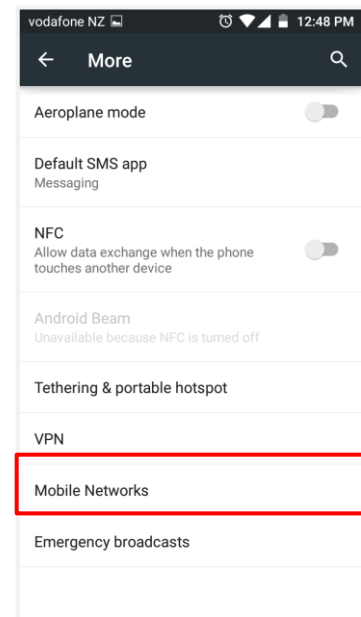 vodafone NZ 12:48 PM
More
Aeroplane mode
Default SMS app
Messaging
NFC
Allow data exchange when the phone
touches another device
Android Beam
Unavailable because NFC is turned off
Tethering & portable hotspot
VPN
Mobile Networks
Emergency broadcasts